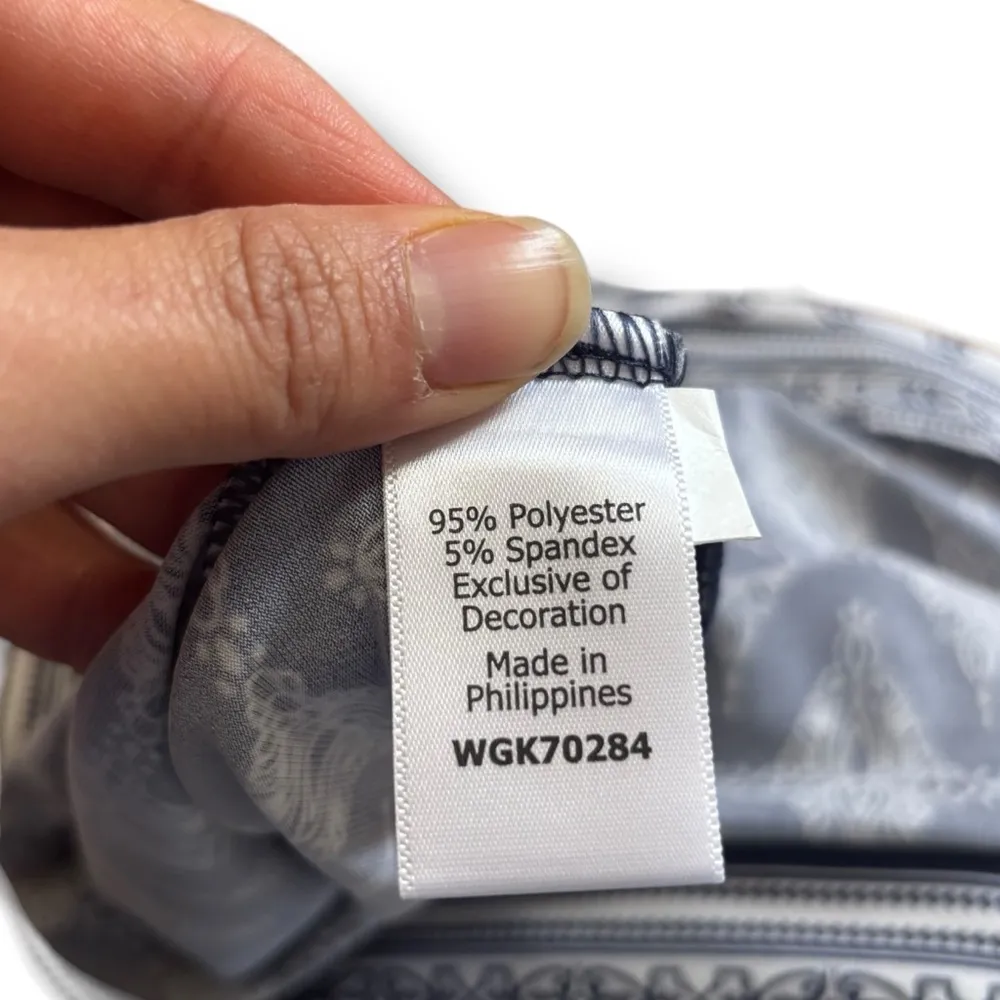 95% Polyester
5% Spandex
Exclusive of
Decoration
Made in
Philippines
WGK70284